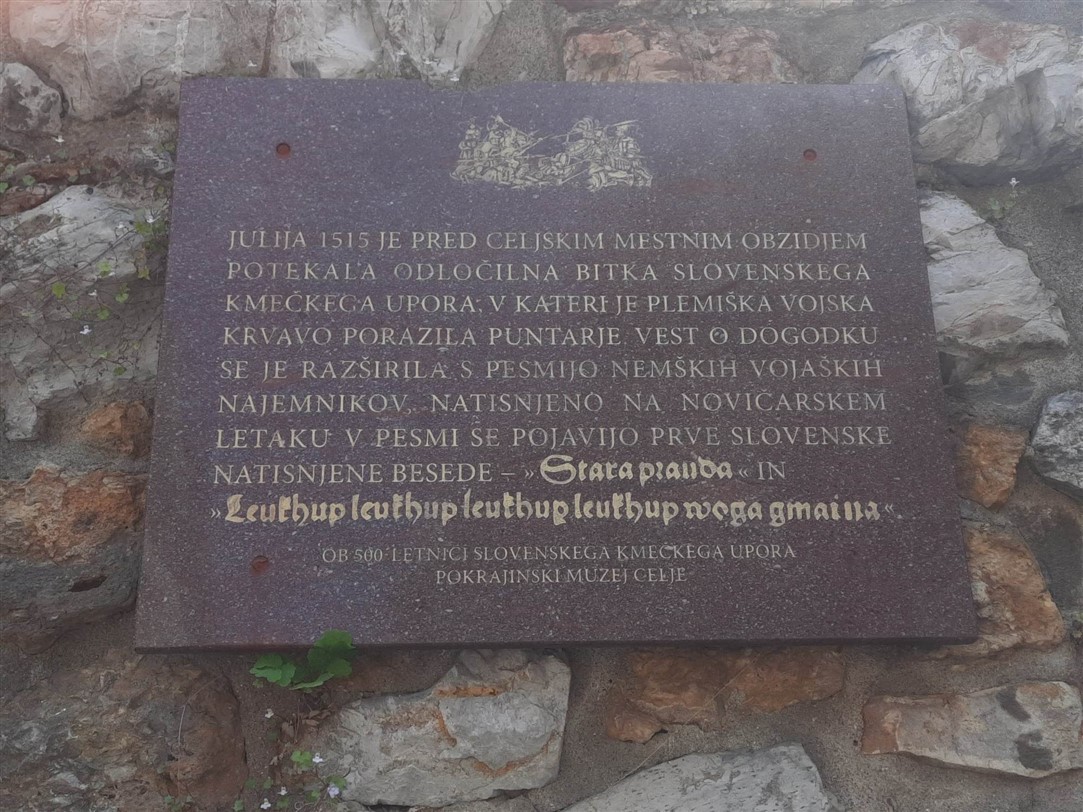 JULIJA 1515 JE PRED CELJSKIM MESTNIM OBZIDJEM
POTEKALA ODLOČILNA BITKA SLOVENSKEGA
KMEČKEGA UPORA, V KATERI JE PLEMIŠKA VOJSKA
KRVAVO PORAZILA PUNTARJE. VEST O DOGODKU
SE JE RAZŠIRILA S PESMIJO NEMŠKIH VOJAŠKIH
NAJEMNIKOV, NATISNJENO NA NOVIČARSKEM
LETAKU. V PESMI SE POJAVIJO PRVE SLOVENSKE
NATISNJENE BESEDE – »Stara prauda« IN
»Leukhup leukhup leukhup leukhup woga gmaina«.
OB 500-LETNICI SLOVENSKEGA KMEČKEGA UPORA
POKRAJINSKI MUZEJ CELJE